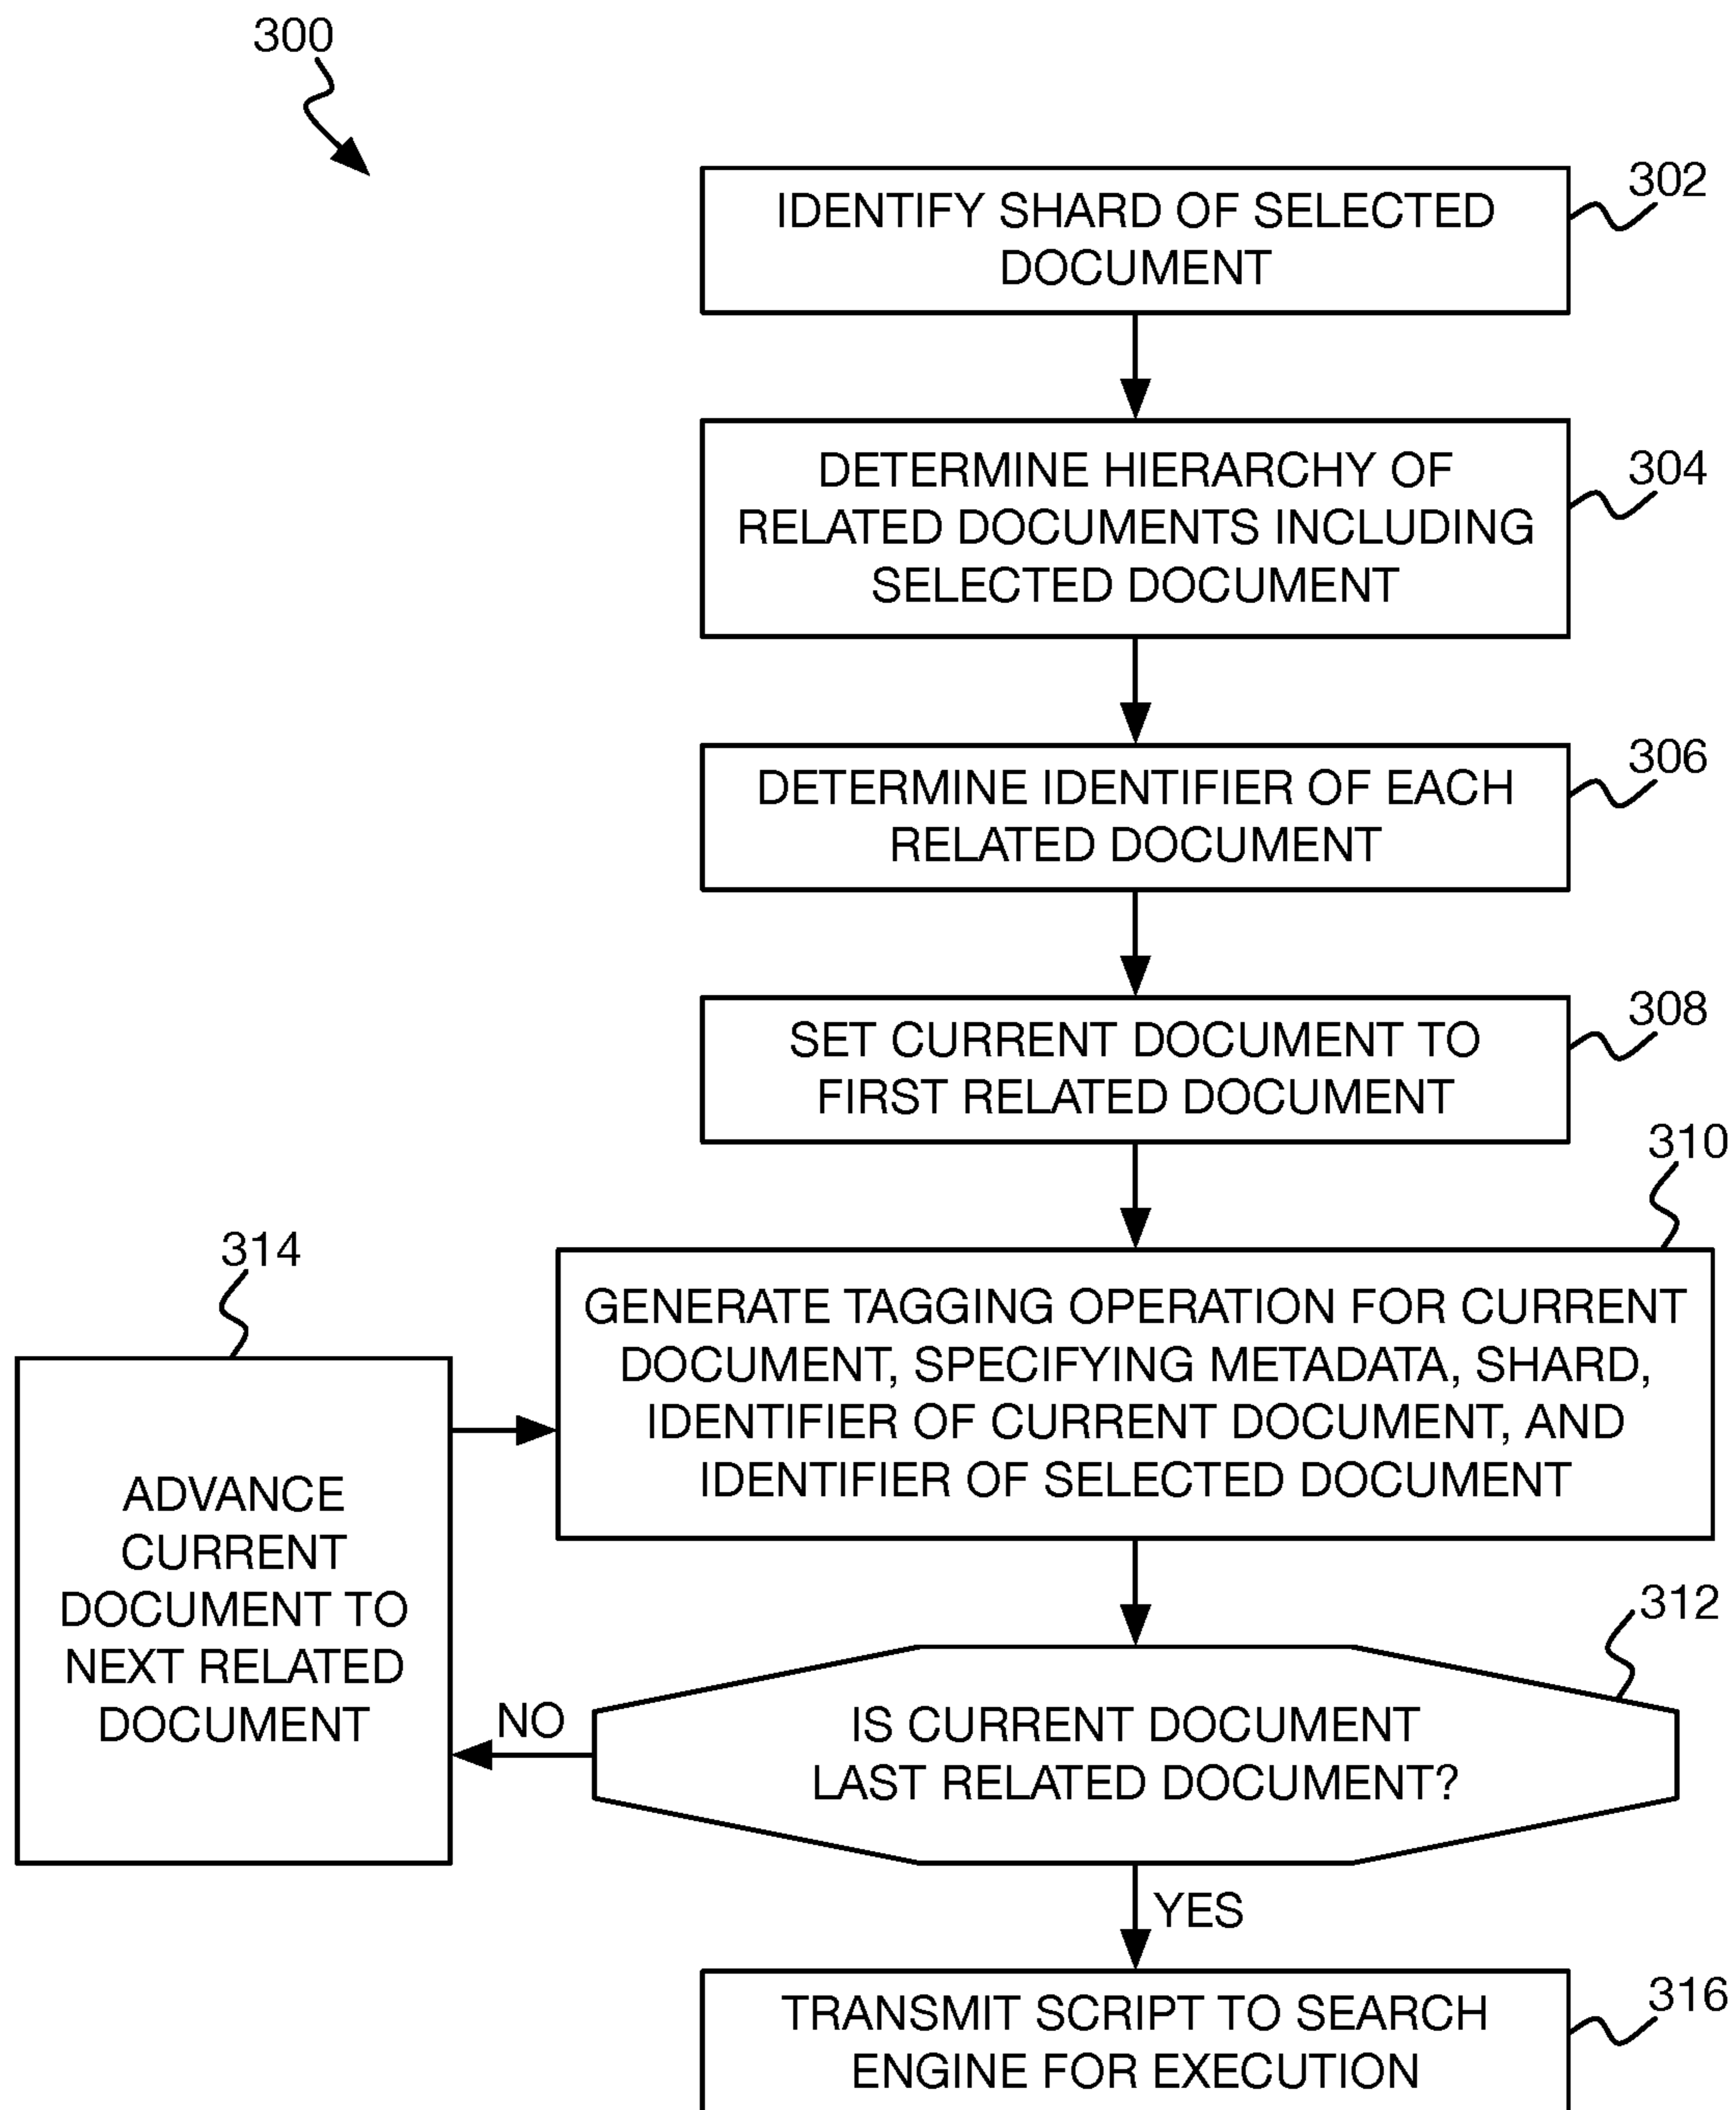 300
302
IDENTIFY SHARD OF SELECTED
DOCUMENT
304
DETERMINE HIERARCHY OF
RELATED DOCUMENTS INCLUDING
SELECTED DOCUMENT
306
DETERMINE IDENTIFIER OF EACH
RELATED DOCUMENT
308
SET CURRENT DOCUMENT TO
FIRST RELATED DOCUMENT
310
GENERATE TAGGING OPERATION FOR CURRENT
DOCUMENT, SPECIFYING METADATA, SHARD,
IDENTIFIER OF CURRENT DOCUMENT, AND
IDENTIFIER OF SELECTED DOCUMENT
314
ADVANCE
CURRENT
DOCUMENT TO
NEXT RELATED
DOCUMENT
312
IS CURRENT DOCUMENT
LAST RELATED DOCUMENT?
NO
YES
316
TRANSMIT SCRIPT TO SEARCH
ENGINE FOR EXECUTION